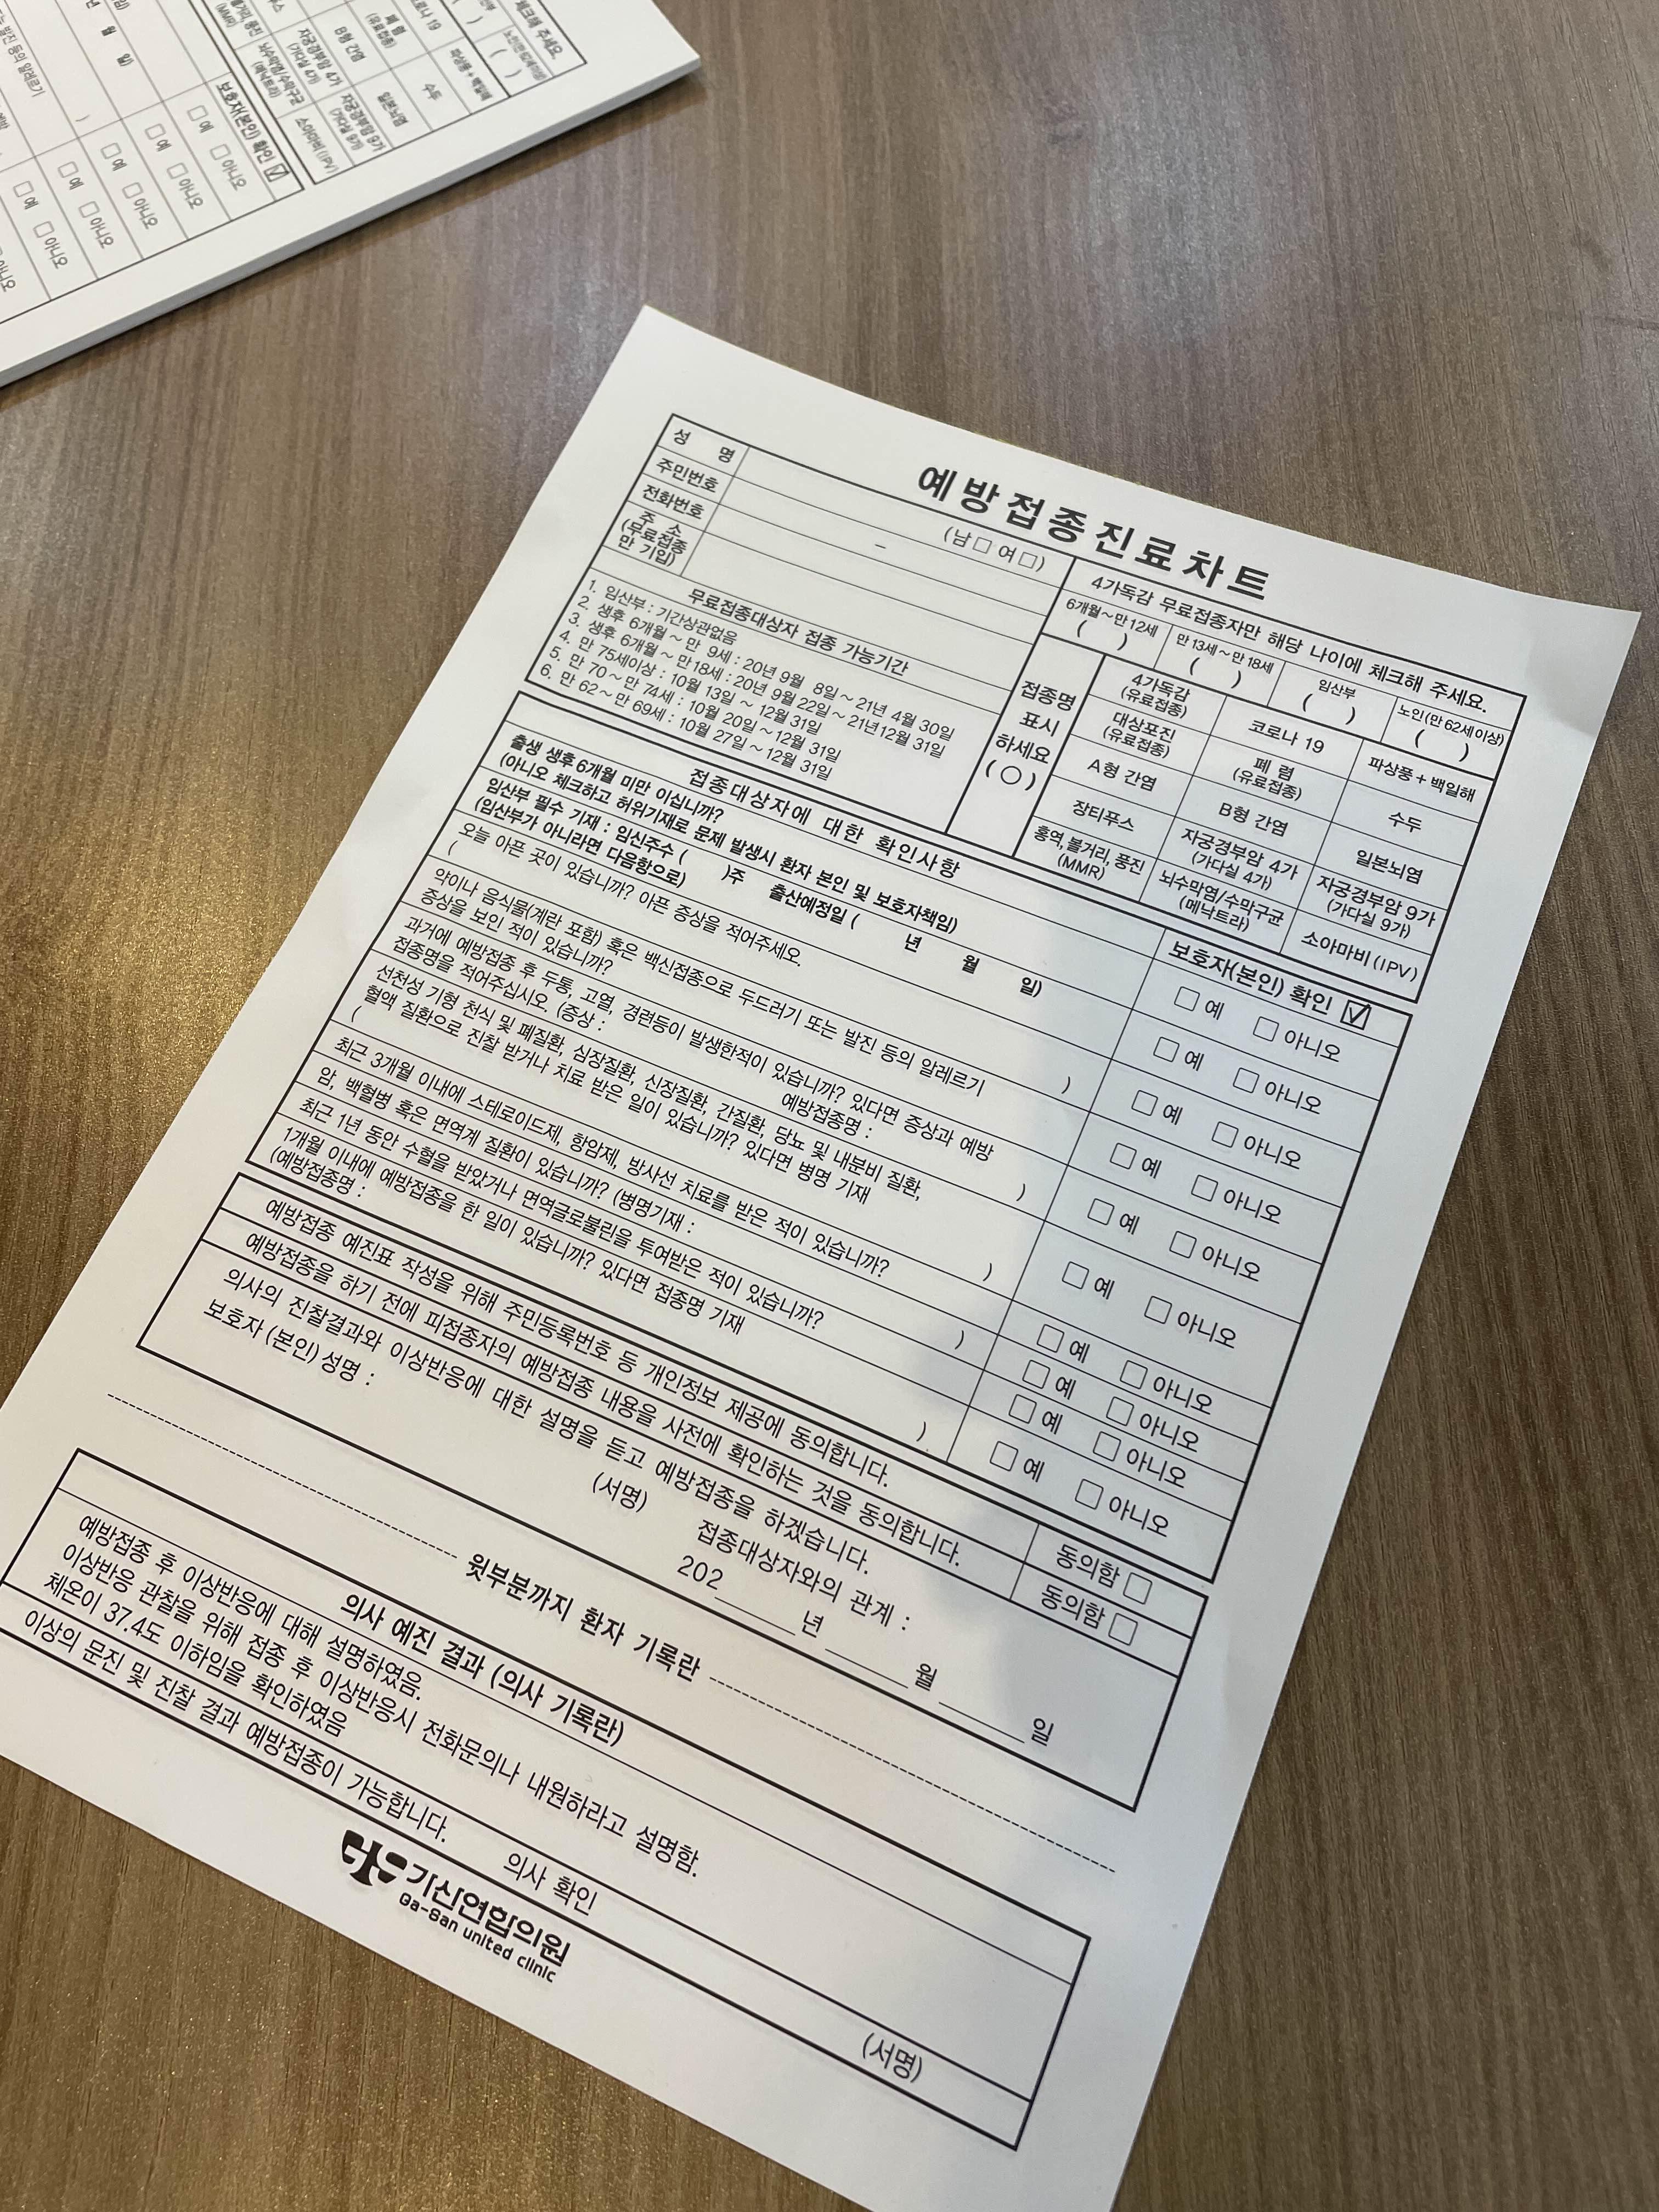 예방접종진료차트
성 명
(남□ 여□)
주민번호
–
전화번호
주 소
(무료접종
만 기입)
무료접종대상자 접종 가능기간
1. 임산부 : 기간상관없음
2. 생후 6개월 ~ 만 9세 : 20년 9월 8일 ~ 21년 4월 30일
3. 생후 6개월 ~ 만18세 : 20년 9월 22일 ~ 21년12월 31일
4. 만 75세이상 : 10월 13일 ~ 12월 31일
5. 만 70 ~ 만 74세 : 10월 20일 ~ 12월 31일
6. 만 62 ~ 만 69세 : 10월 27일 ~ 12월 31일
4가독감 무료접종자만 해당 나이에 체크해 주세요.
6개월~만12세 만13세~만18세 임산부 노인(만62세이상)
( ) ( ) ( ) ( )
접종명
표시
하세요
( ○ )
4가독감 코로나 19 파상풍 + 백일해
(유료접종)
대상포진 폐 렴 수두
(유료접종) (유료접종)
A형 간염 B형 간염 일본뇌염
장티푸스 자궁경부암 4가 자궁경부암 9가
(가다실 4가) (가다실 9가)
홍역,볼거리,풍진 뇌수막염/수막구균 소아마비(IPV)
(MMR) (메낙트라)
접종대상자에 대한 확인사항 보호자(본인) 확인 ☑
출생 생후6개월 미만 이십니까? □ 예 □ 아니오
(아니오 체크하고 허위기재로 문제 발생시 환자 본인 및 보호자책임)
임산부 필수 기재 : 임신주수 ( )주 출산예정일 ( 년 월 일) □ 예 □ 아니오
(임산부가 아니라면 다음항으로)
오늘 아픈 곳이 있습니까? 아픈 증상을 적어주세요. □ 예 □ 아니오
( )
약이나 음식물(계란 포함) 혹은 백신접종으로 두드러기 또는 발진 등의 알레르기 □ 예 □ 아니오
증상을 보인 적이 있습니까?
과거에 예방접종 후 두통, 고열, 경련등이 발생한적이 있습니까? 있다면 증상과 예방 □ 예 □ 아니오
접종명을 적어주십시오. (증상 : 예방접종명 : )
선천성 기형 천식 및 폐질환, 심장질환, 신장질환, 간질환, 당뇨 및 내분비 질환, □ 예 □ 아니오
혈액 질환으로 진찰 받거나 치료 받은 일이 있습니까? 있다면 병명 기재
( )
최근 3개월 이내에 스테로이드제, 항암제, 방사선 치료를 받은 적이 있습니까? □ 예 □ 아니오
암, 백혈병 혹은 면역계 질환이 있습니까? (병명기재 : ) □ 예 □ 아니오
최근 1년 동안 수혈을 받았거나 면역글로불린을 투여받은 적이 있습니까? □ 예 □ 아니오
1개월 이내에 예방접종을 한 일이 있습니까? 있다면 접종명 기재 □ 예 □ 아니오
(예방접종명 : )
예방접종 예진표 작성을 위해 주민등록번호 등 개인정보 제공에 동의합니다. 동의함 □
예방접종을 하기 전에 피접종자의 예방접종 내용을 사전에 확인하는 것을 동의합니다. 동의함 □
의사의 진찰결과와 이상반응에 대한 설명을 듣고 예방접종을 하겠습니다.
보호자 (본인)성명 : (서명) 접종대상자와의 관계 :
202 년 월 일
윗부분까지 환자 기록란
의사 예진 결과 (의사 기록란)
예방접종 후 이상반응에 대해 설명하였음.
이상반응 관찰을 위해 접종 후 이상반응시 전화문의나 내원하라고 설명함.
체온이 37.4도 이하임을 확인하였음
이상의 문진 및 진찰 결과 예방접종이 가능합니다. 의사 확인 (서명)
가산연합의원
Ga-San united clinic